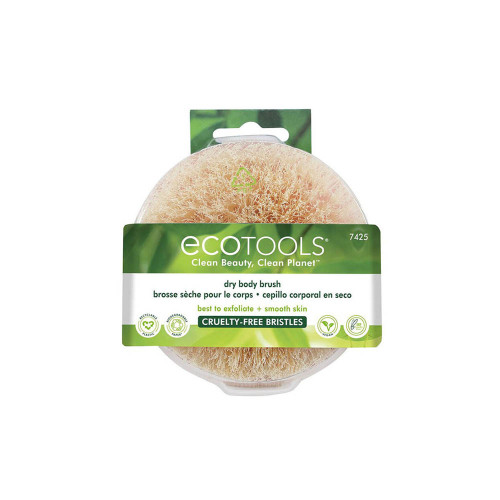 ecoTOOLS®
7425
Clean Beauty, Clean Planet™
dry body brush
brosse sèche pour le corps • cepillo corporal en seco
best to exfoliate + smooth skin
CRUELTY-FREE BRISTLES
VEGAN